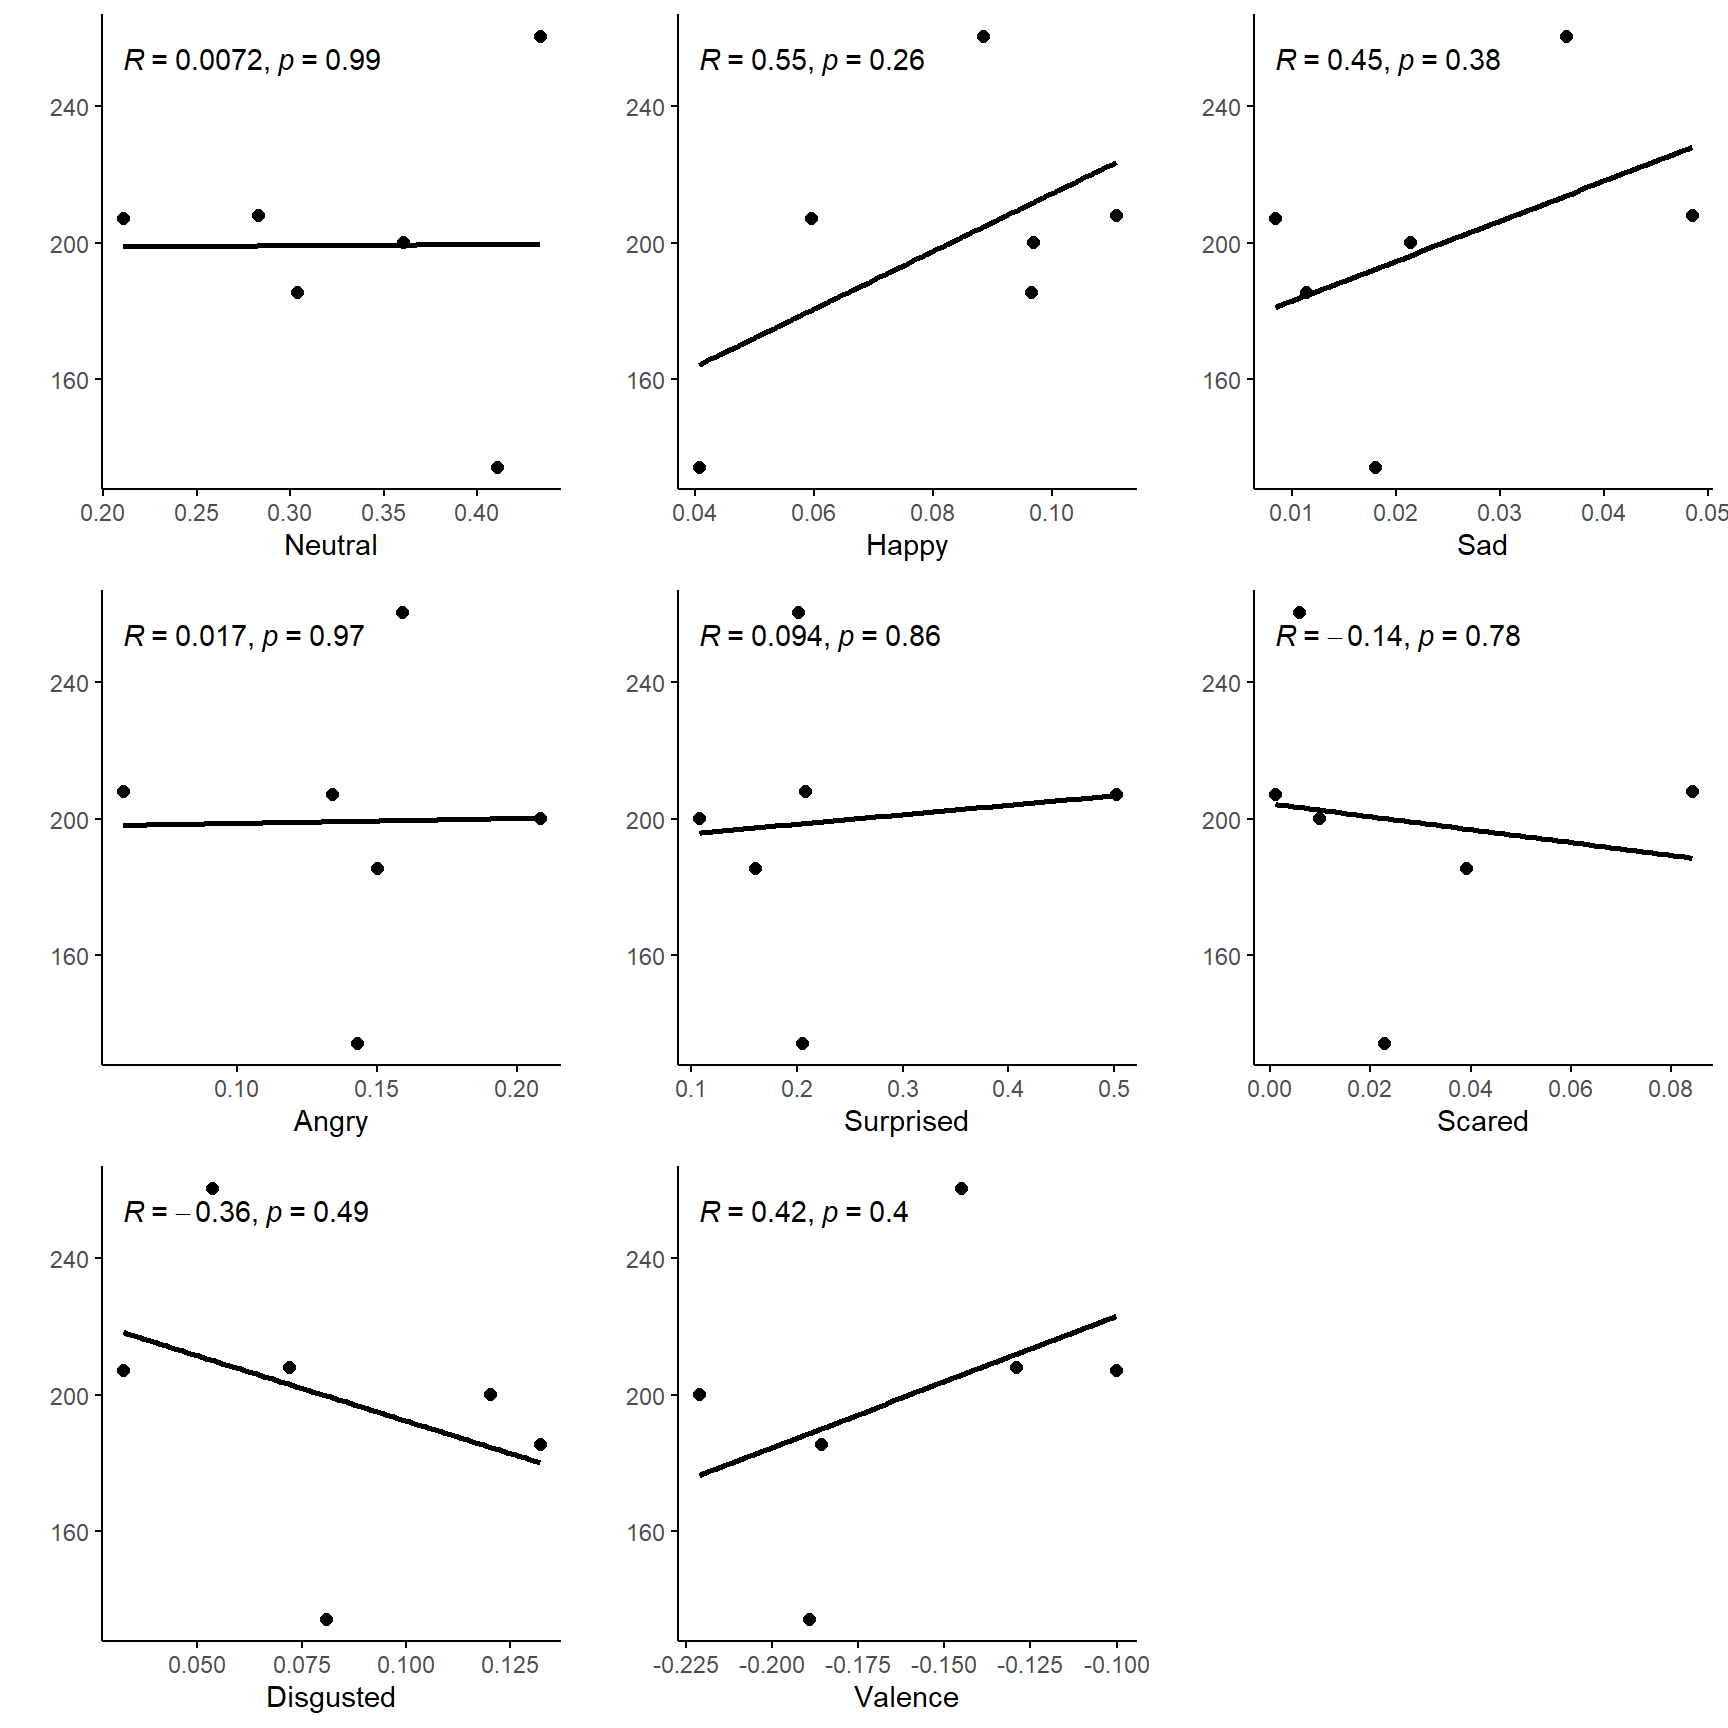 R = 0.0072, p = 0.99
240
200
160
0.20 0.25 0.30 0.35 0.40
Neutral
R = 0.55, p = 0.26
240
200
160
0.04 0.06 0.08 0.10
Happy
R = 0.45, p = 0.38
240
200
160
0.01 0.02 0.03 0.04 0.05
Sad
R = 0.017, p = 0.97
240
200
160
0.10 0.15 0.20
Angry
R = 0.094, p = 0.86
240
200
160
0.1 0.2 0.3 0.4 0.5
Surprised
R = −0.14, p = 0.78
240
200
160
0.00 0.02 0.04 0.06 0.08
Scared
R = −0.36, p = 0.49
240
200
160
0.050 0.075 0.100 0.125
Disgusted
R = 0.42, p = 0.4
240
200
160
-0.225 -0.200 -0.175 -0.150 -0.125 -0.100
Valence